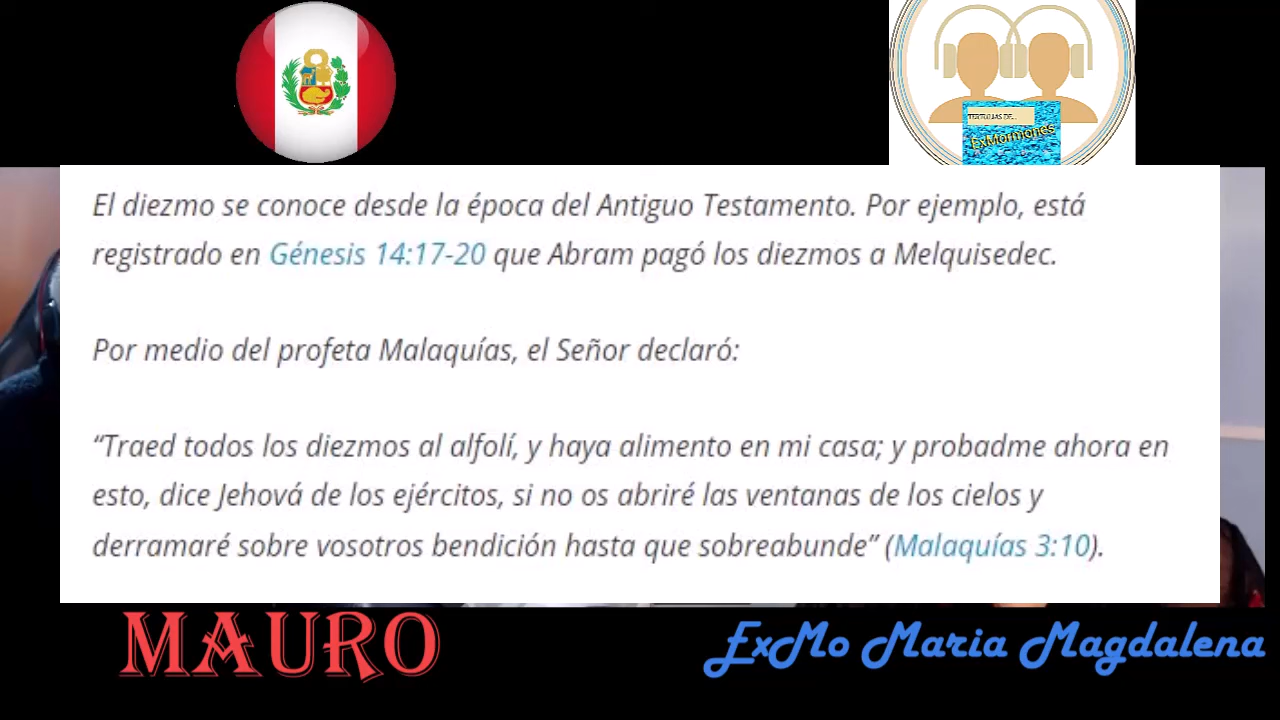 TERTULIAS DE...
ExMormones
El diezmo se conoce desde la época del Antiguo Testamento. Por ejemplo, está
registrado en Génesis 14:17-20 que Abram pagó los diezmos a Melquisedec.
Por medio del profeta Malaquías, el Señor declaró:
“Traed todos los diezmos al alfolí, y haya alimento en mi casa; y probadme ahora en
esto, dice Jehová de los ejércitos, si no os abriré las ventanas de los cielos y
derramaré sobre vosotros bendición hasta que sobreabunde” (Malaquías 3:10).
MAURO
ExMo Maria Magdalena